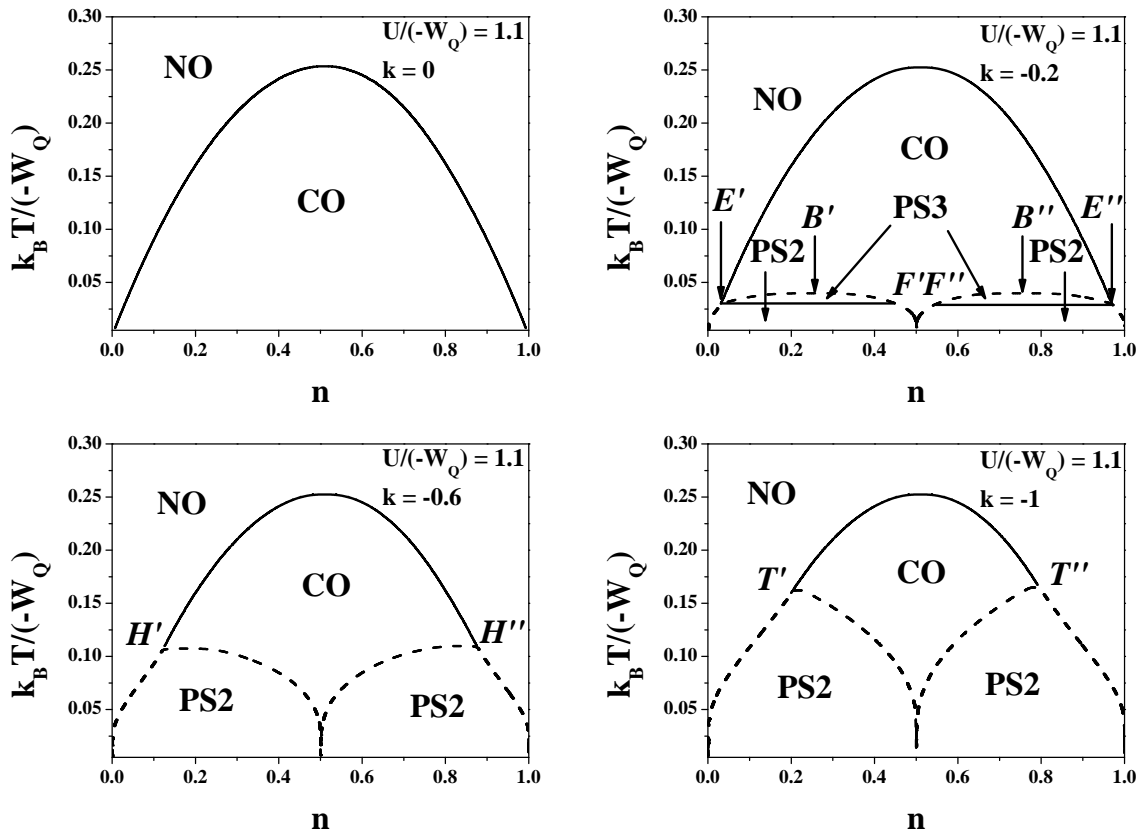 U/(-W_Q) = 1.1
k = 0
NO
CO
k_B T/(-W_Q)
0.30
0.25
0.20
0.15
0.10
0.05
0.0 0.2 0.4 0.6 0.8 1.0
n
U/(-W_Q) = 1.1
k = -0.2
NO
CO
E' B' PS3 B'' E''
PS2 PS2
F' F''
k_B T/(-W_Q)
0.30
0.25
0.20
0.15
0.10
0.05
0.0 0.2 0.4 0.6 0.8 1.0
n
U/(-W_Q) = 1.1
k = -0.6
NO
CO
H' H''
PS2 PS2
k_B T/(-W_Q)
0.30
0.25
0.20
0.15
0.10
0.05
0.0 0.2 0.4 0.6 0.8 1.0
n
U/(-W_Q) = 1.1
k = -1
NO
T' CO T''
PS2 PS2
k_B T/(-W_Q)
0.30
0.25
0.20
0.15
0.10
0.05
0.0 0.2 0.4 0.6 0.8 1.0
n